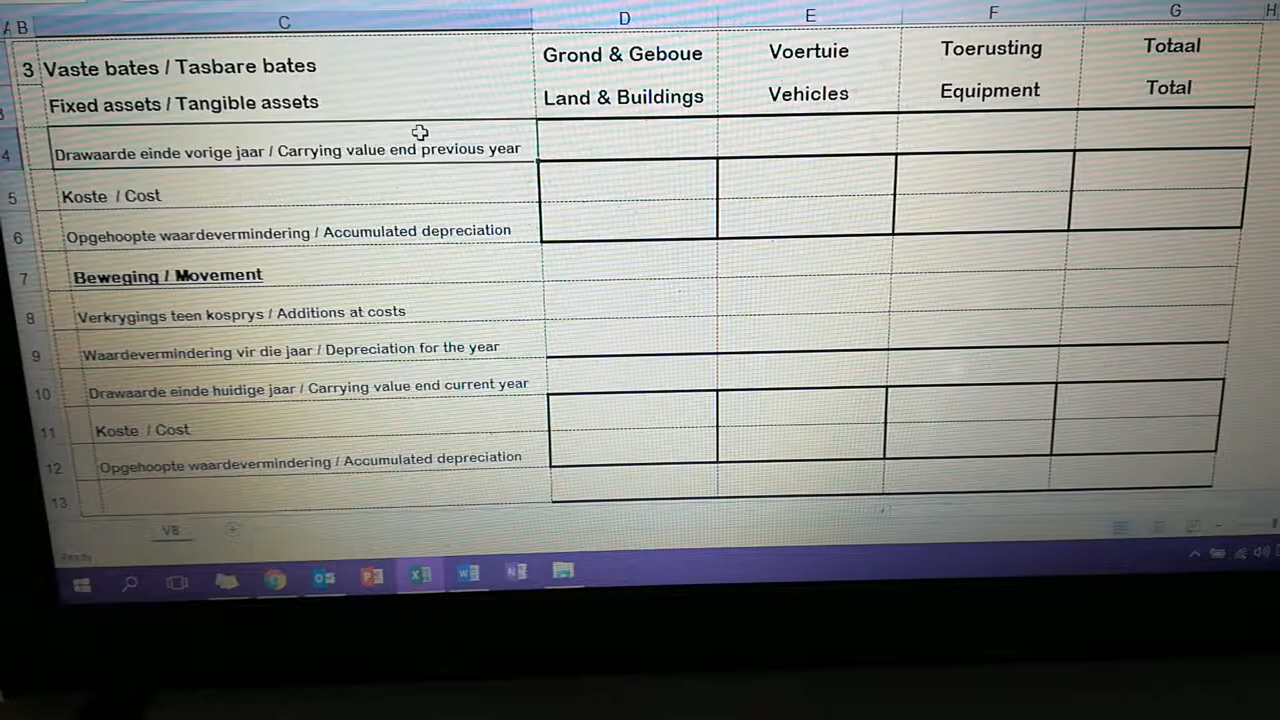 A B C D E F G H
3 Vaste bates / Tasbare bates Grond & Geboue Voertuie Toerusting Totaal
3 Fixed assets / Tangible assets Land & Buildings Vehicles Equipment Total
4 Drawaarde einde vorige jaar / Carrying value end previous year
5 Koste / Cost
6 Opgehoopte waardevermindering / Accumulated depreciation
7 Beweging / Movement
8 Verkrygings teen kosprys / Additions at costs
9 Waardevermindering vir die jaar / Depreciation for the year
10 Drawaarde einde huidige jaar / Carrying value end current year
11 Koste / Cost
12 Opgehoopte waardevermindering / Accumulated depreciation
13
VB
Ready